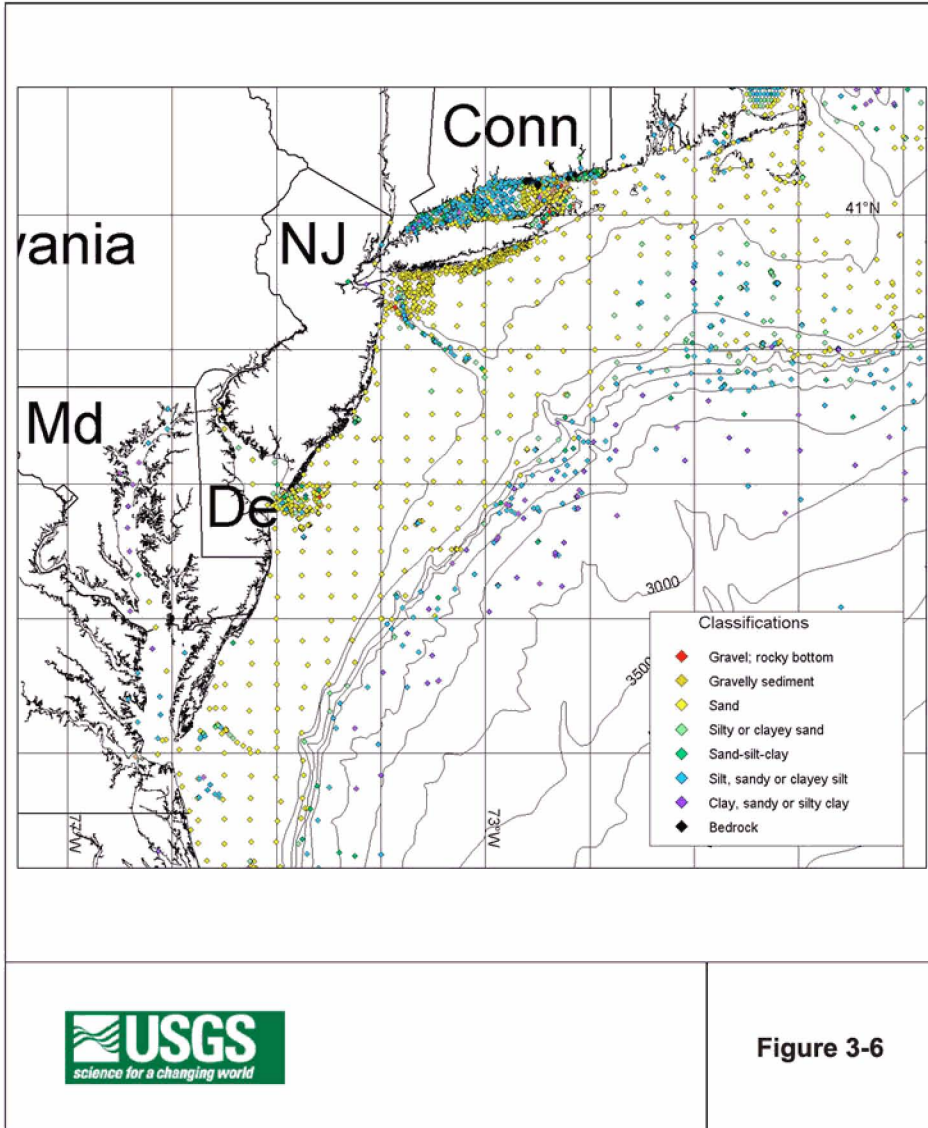 Conn
41°N
vania
NJ
Md
De
3000
3500
Classifications
Gravel; rocky bottom
Gravelly sediment
Sand
Silty or clayey sand
Sand-silt-clay
Silt, sandy or clayey silt
Clay, sandy or silty clay
Bedrock
77°W
73°W
USGS
science for a changing world
Figure 3-6